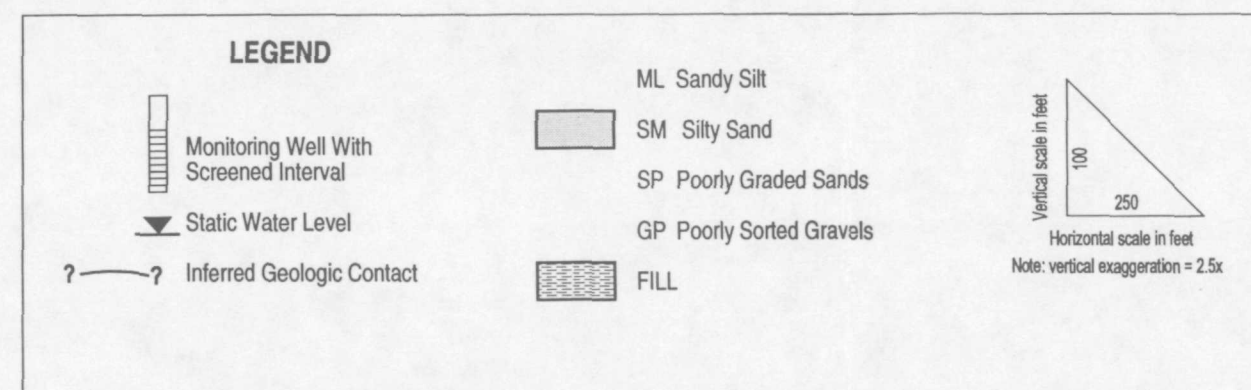 LEGEND
Monitoring Well With
Screened Interval
Static Water Level
? ? Inferred Geologic Contact
ML Sandy Silt
SM Silty Sand
SP Poorly Graded Sands
GP Poorly Sorted Gravels
FILL
Vertical scale in feet
100
250
Horizontal scale in feet
Note: vertical exaggeration = 2.5x